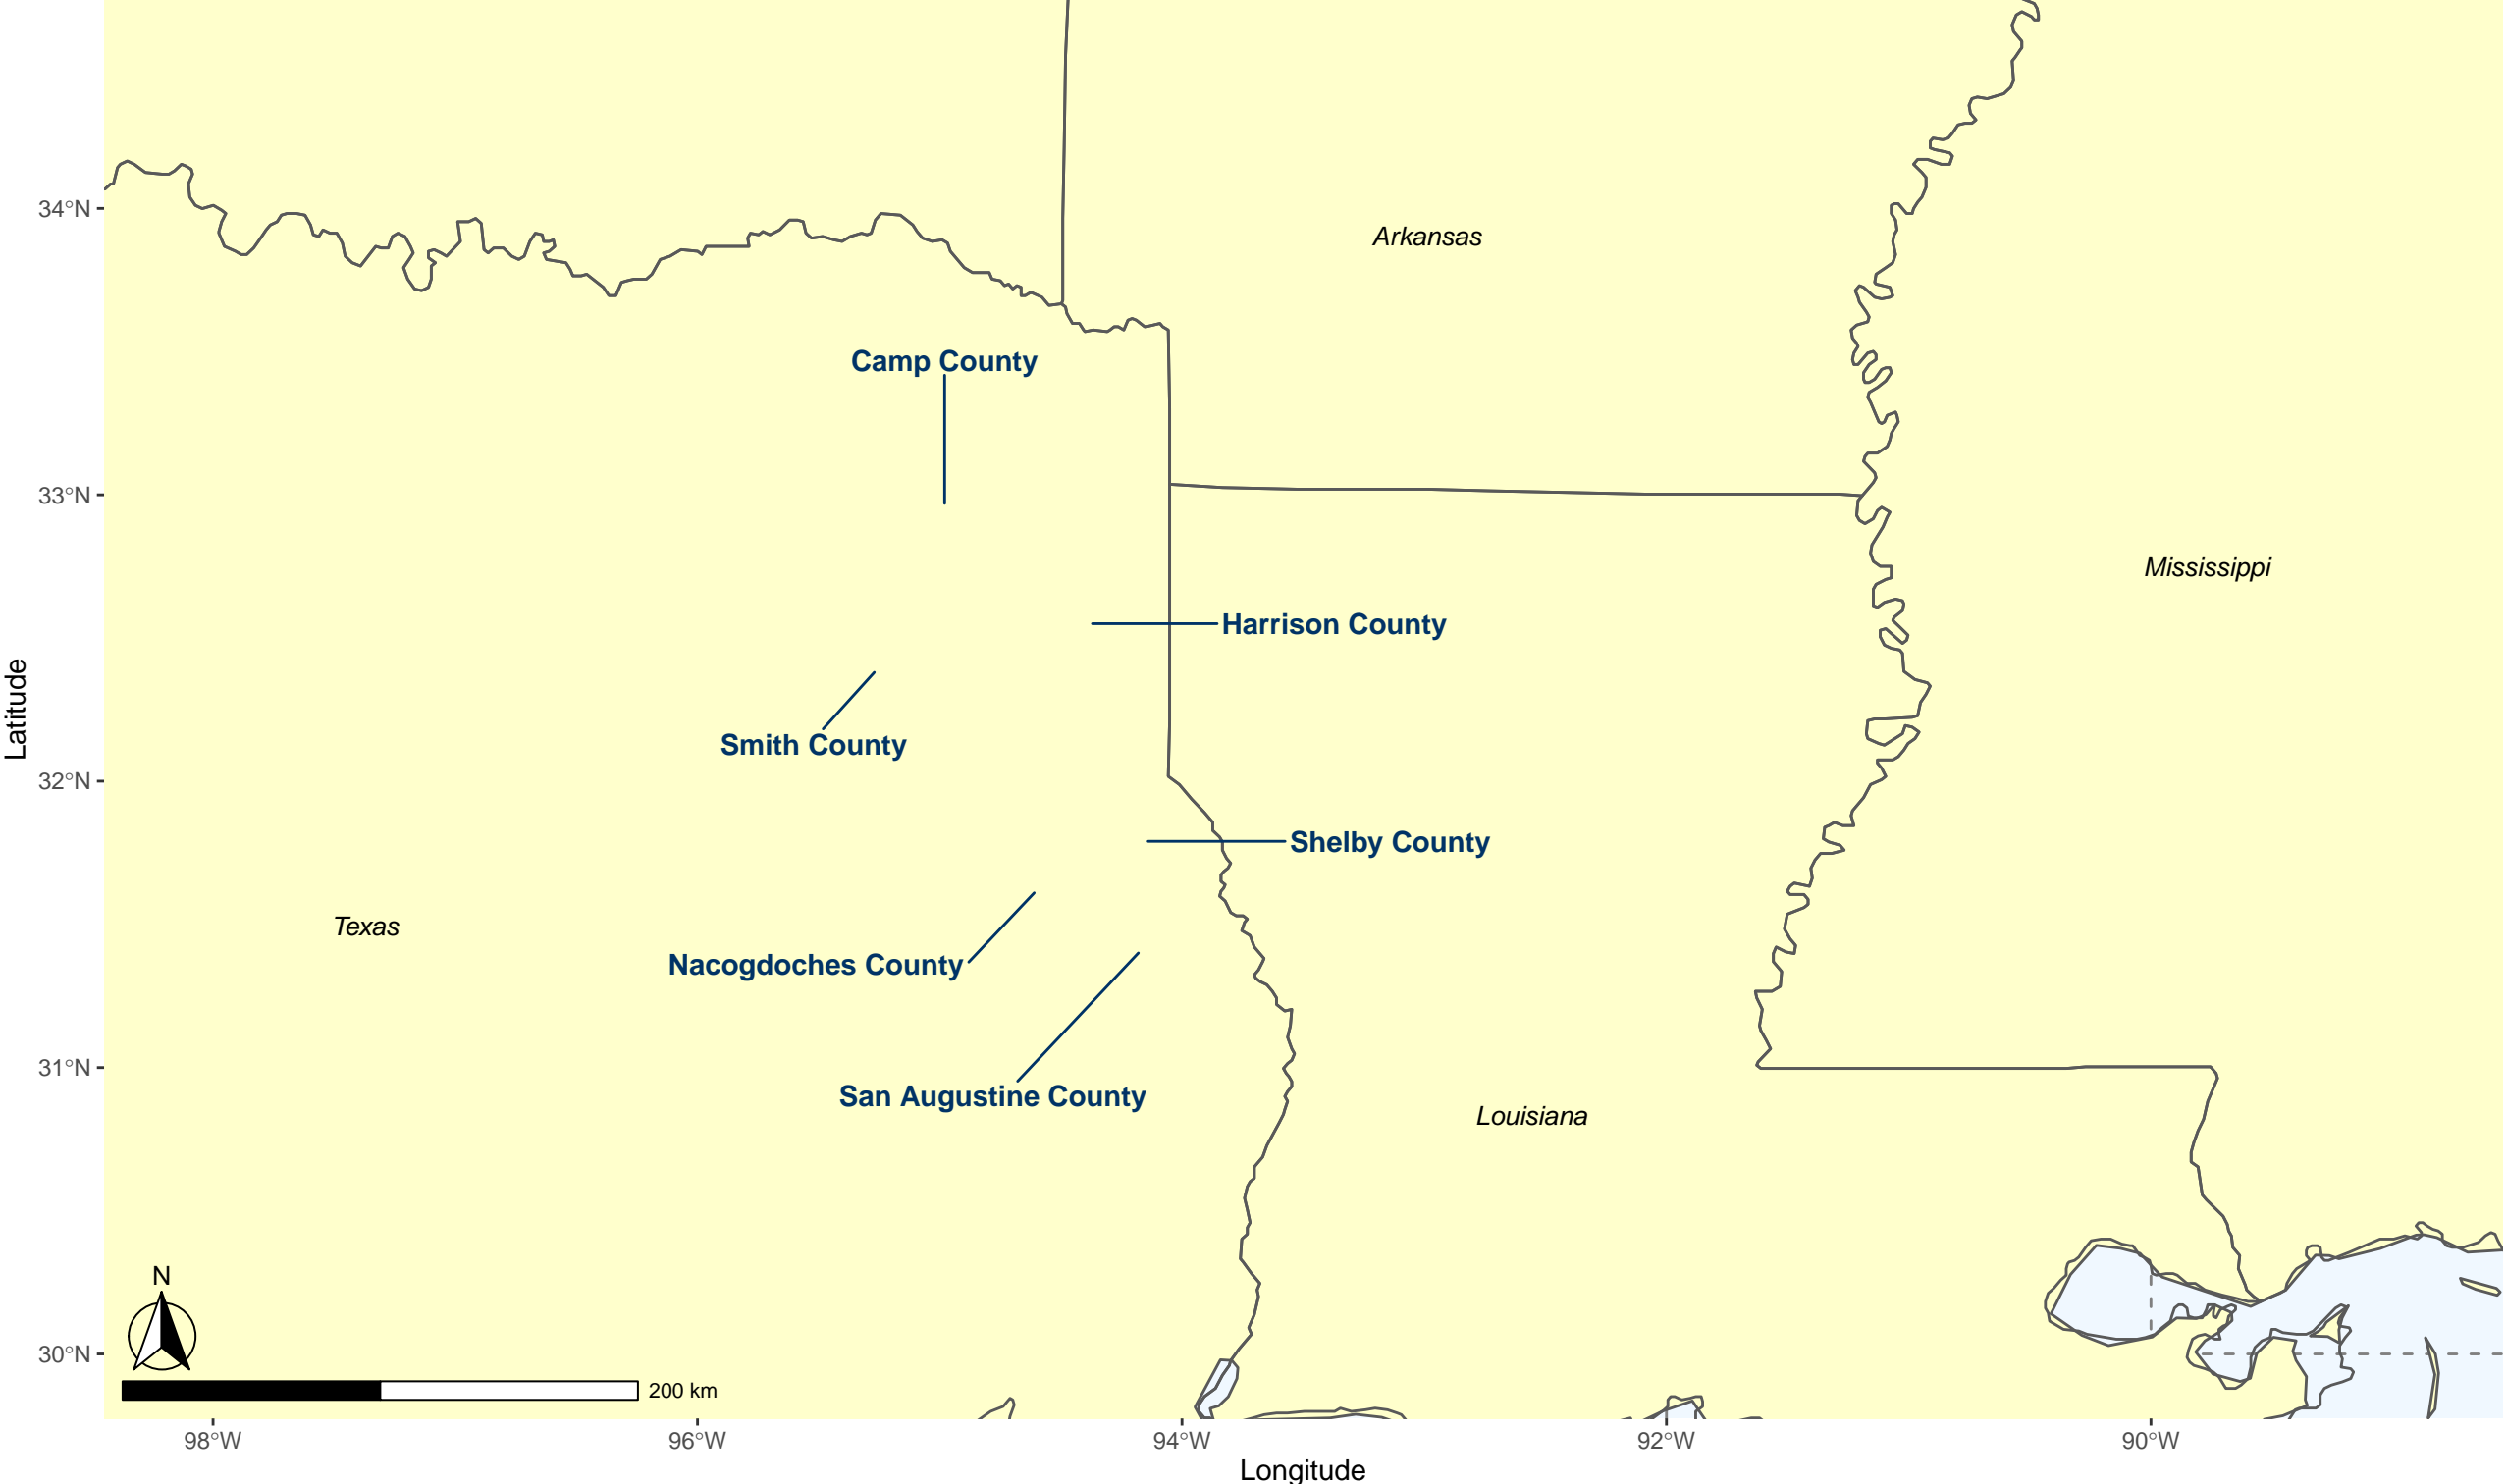 34°N
Arkansas
Camp County
33°N
Mississippi
Harrison County
Latitude
Smith County
32°N
Shelby County
Texas
Nacogdoches County
31°N
San Augustine County
Louisiana
N
30°N
200 km
98°W
96°W
94°W
92°W
90°W
Longitude